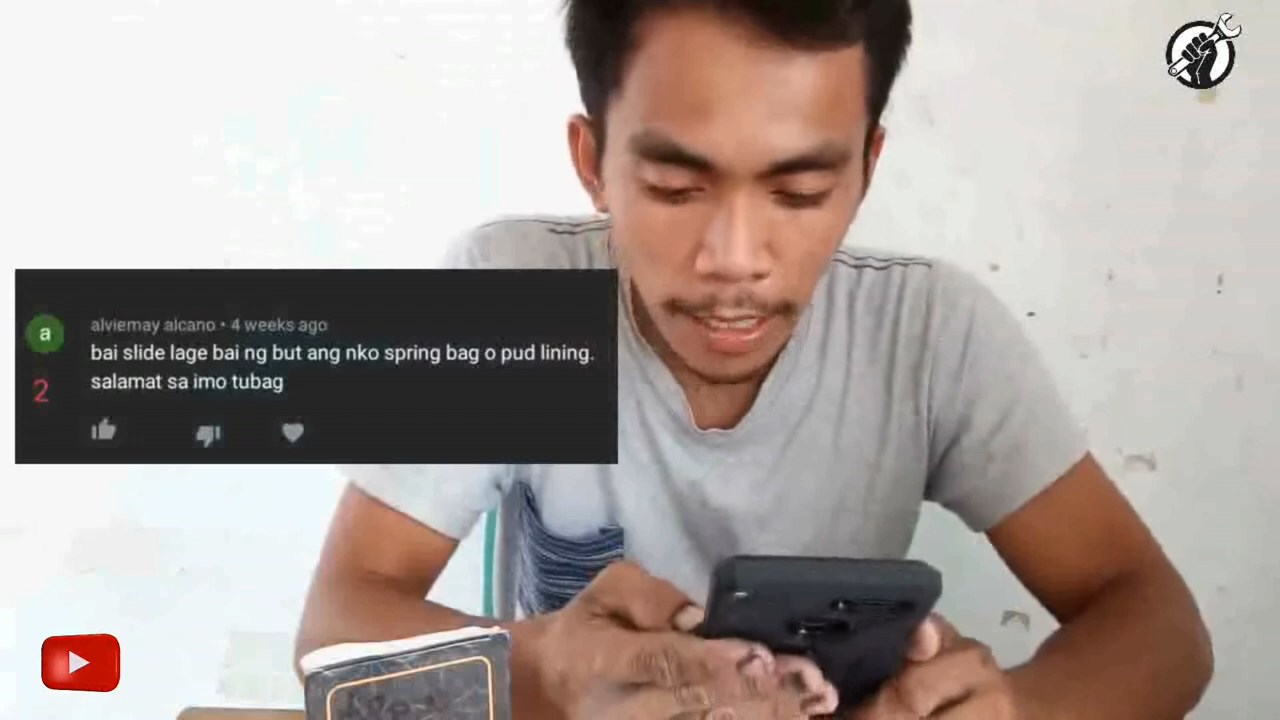 a
alviemay alcano • 4 weeks ago
bai slide lage bai ng but ang nko spring bag o pud lining.
2
salamat sa imo tubag